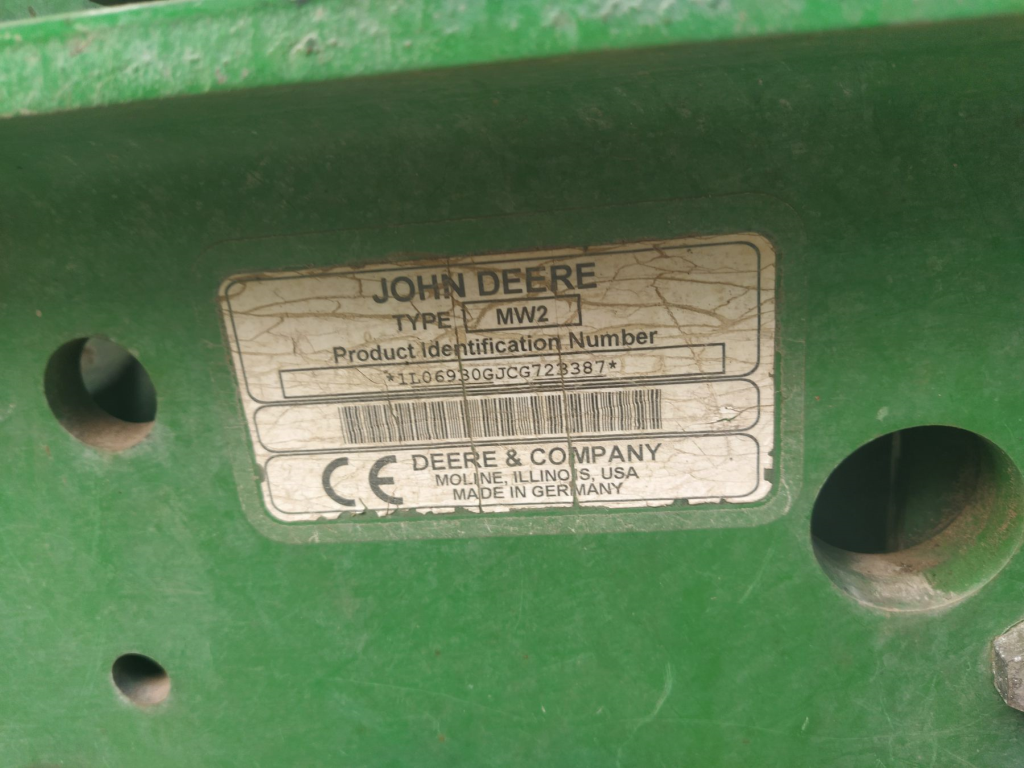 JOHN DEERE
TYPE MW2
Product Identification Number
*1L06930GJCG723387*
CE
DEERE & COMPANY
MOLINE, ILLINOIS, USA
MADE IN GERMANY